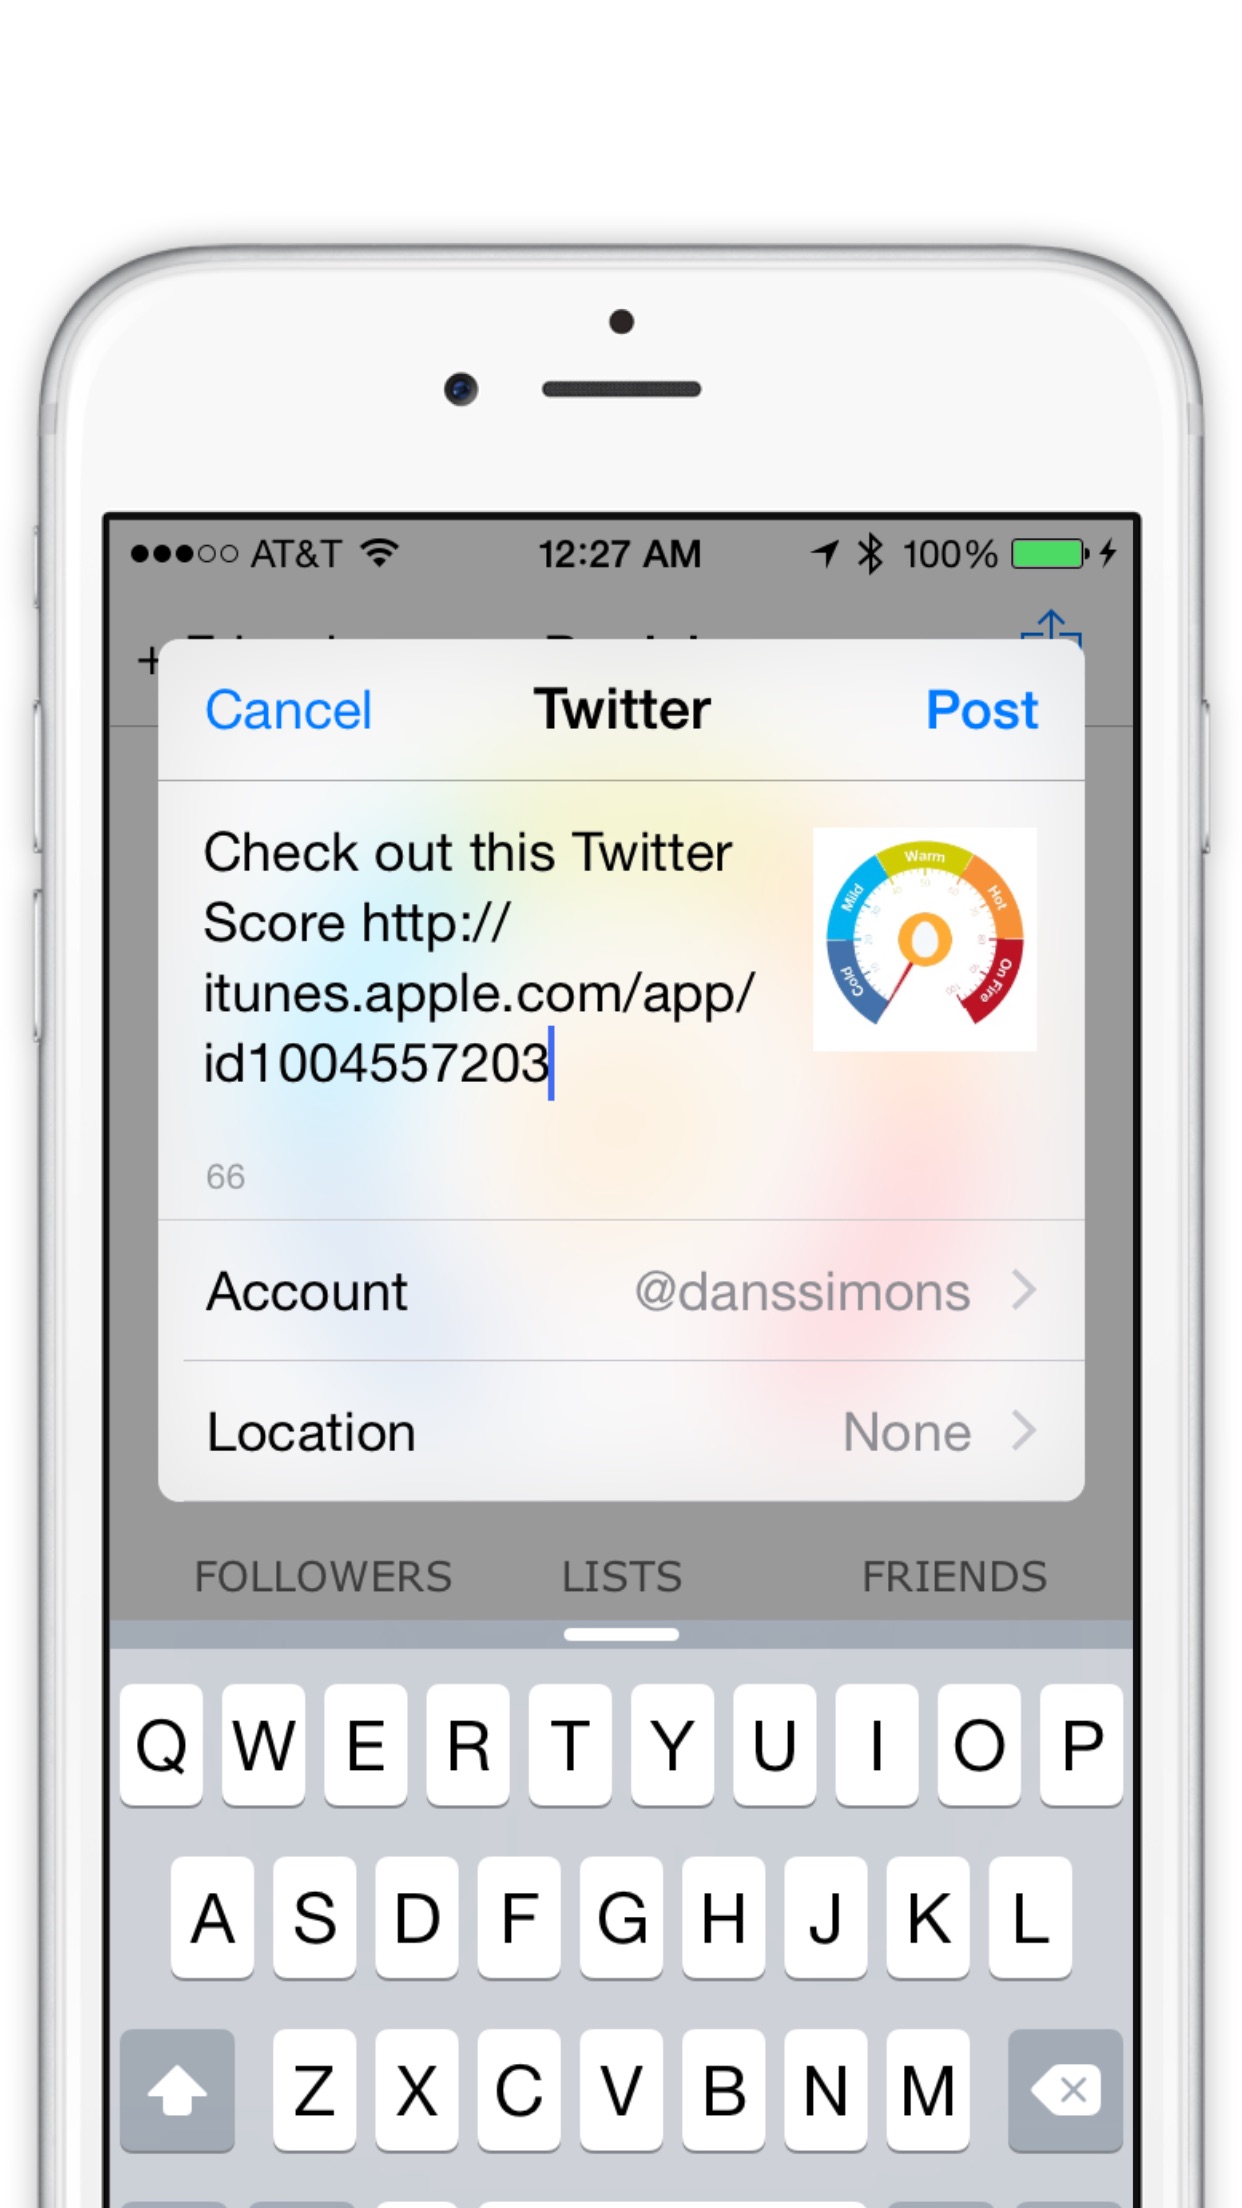 AT&T 12:27 AM 100%
+
Cancel Twitter Post
Check out this Twitter
Score http://
itunes.apple.com/app/
id1004557203
Cold Mild Warm Hot On Fire
66
Account @danssimons
Location None
FOLLOWERS LISTS FRIENDS
Q W E R T Y U I O P
A S D F G H J K L
Z X C V B N M